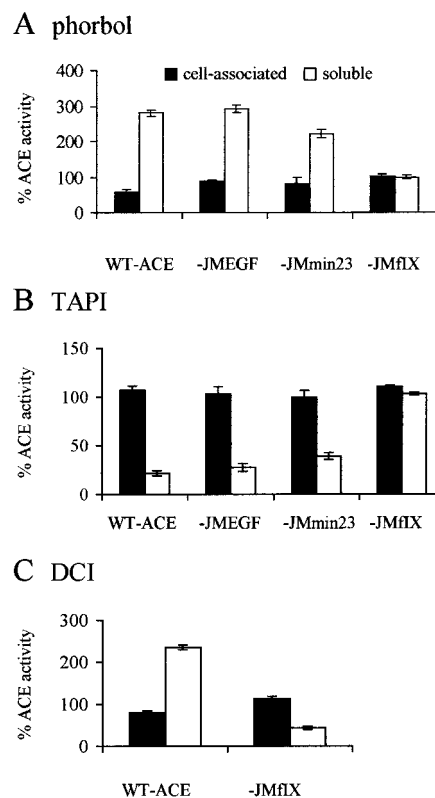 A phorbol
400
300
200
100
0
% ACE activity
cell-associated soluble
WT-ACE -JMEGF -JMmin23 -JMfIX
B TAPI
150
100
50
0
% ACE activity
WT-ACE -JMEGF -JMmin23 -JMfIX
C DCI
300
200
100
0
% ACE activity
WT-ACE -JMfIX